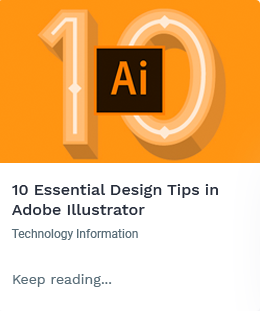 10
Ai
10 Essential Design Tips in
Adobe Illustrator
Technology Information
Keep reading...